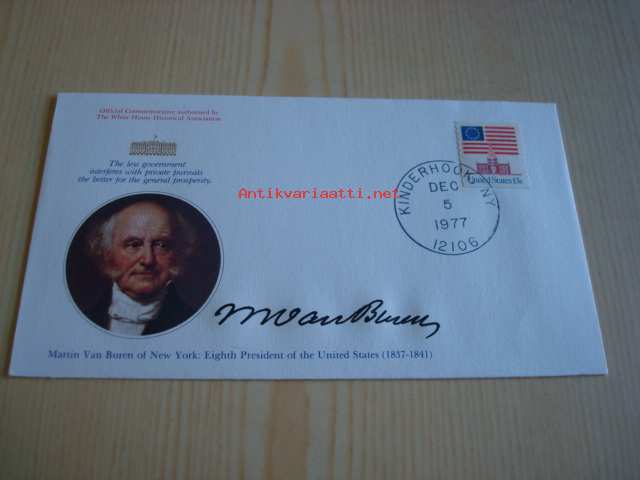 Official Commemorative authorized by
The White House Historical Association
The less government
interferes with private pursuits
the better for the general prosperity.
Antikvariaatti.net
United States 13c
KINDERHOOK, NY
DEC
5
1977
12106
M Van Buren
Martin Van Buren of New York: Eighth President of the United States (1837-1841)